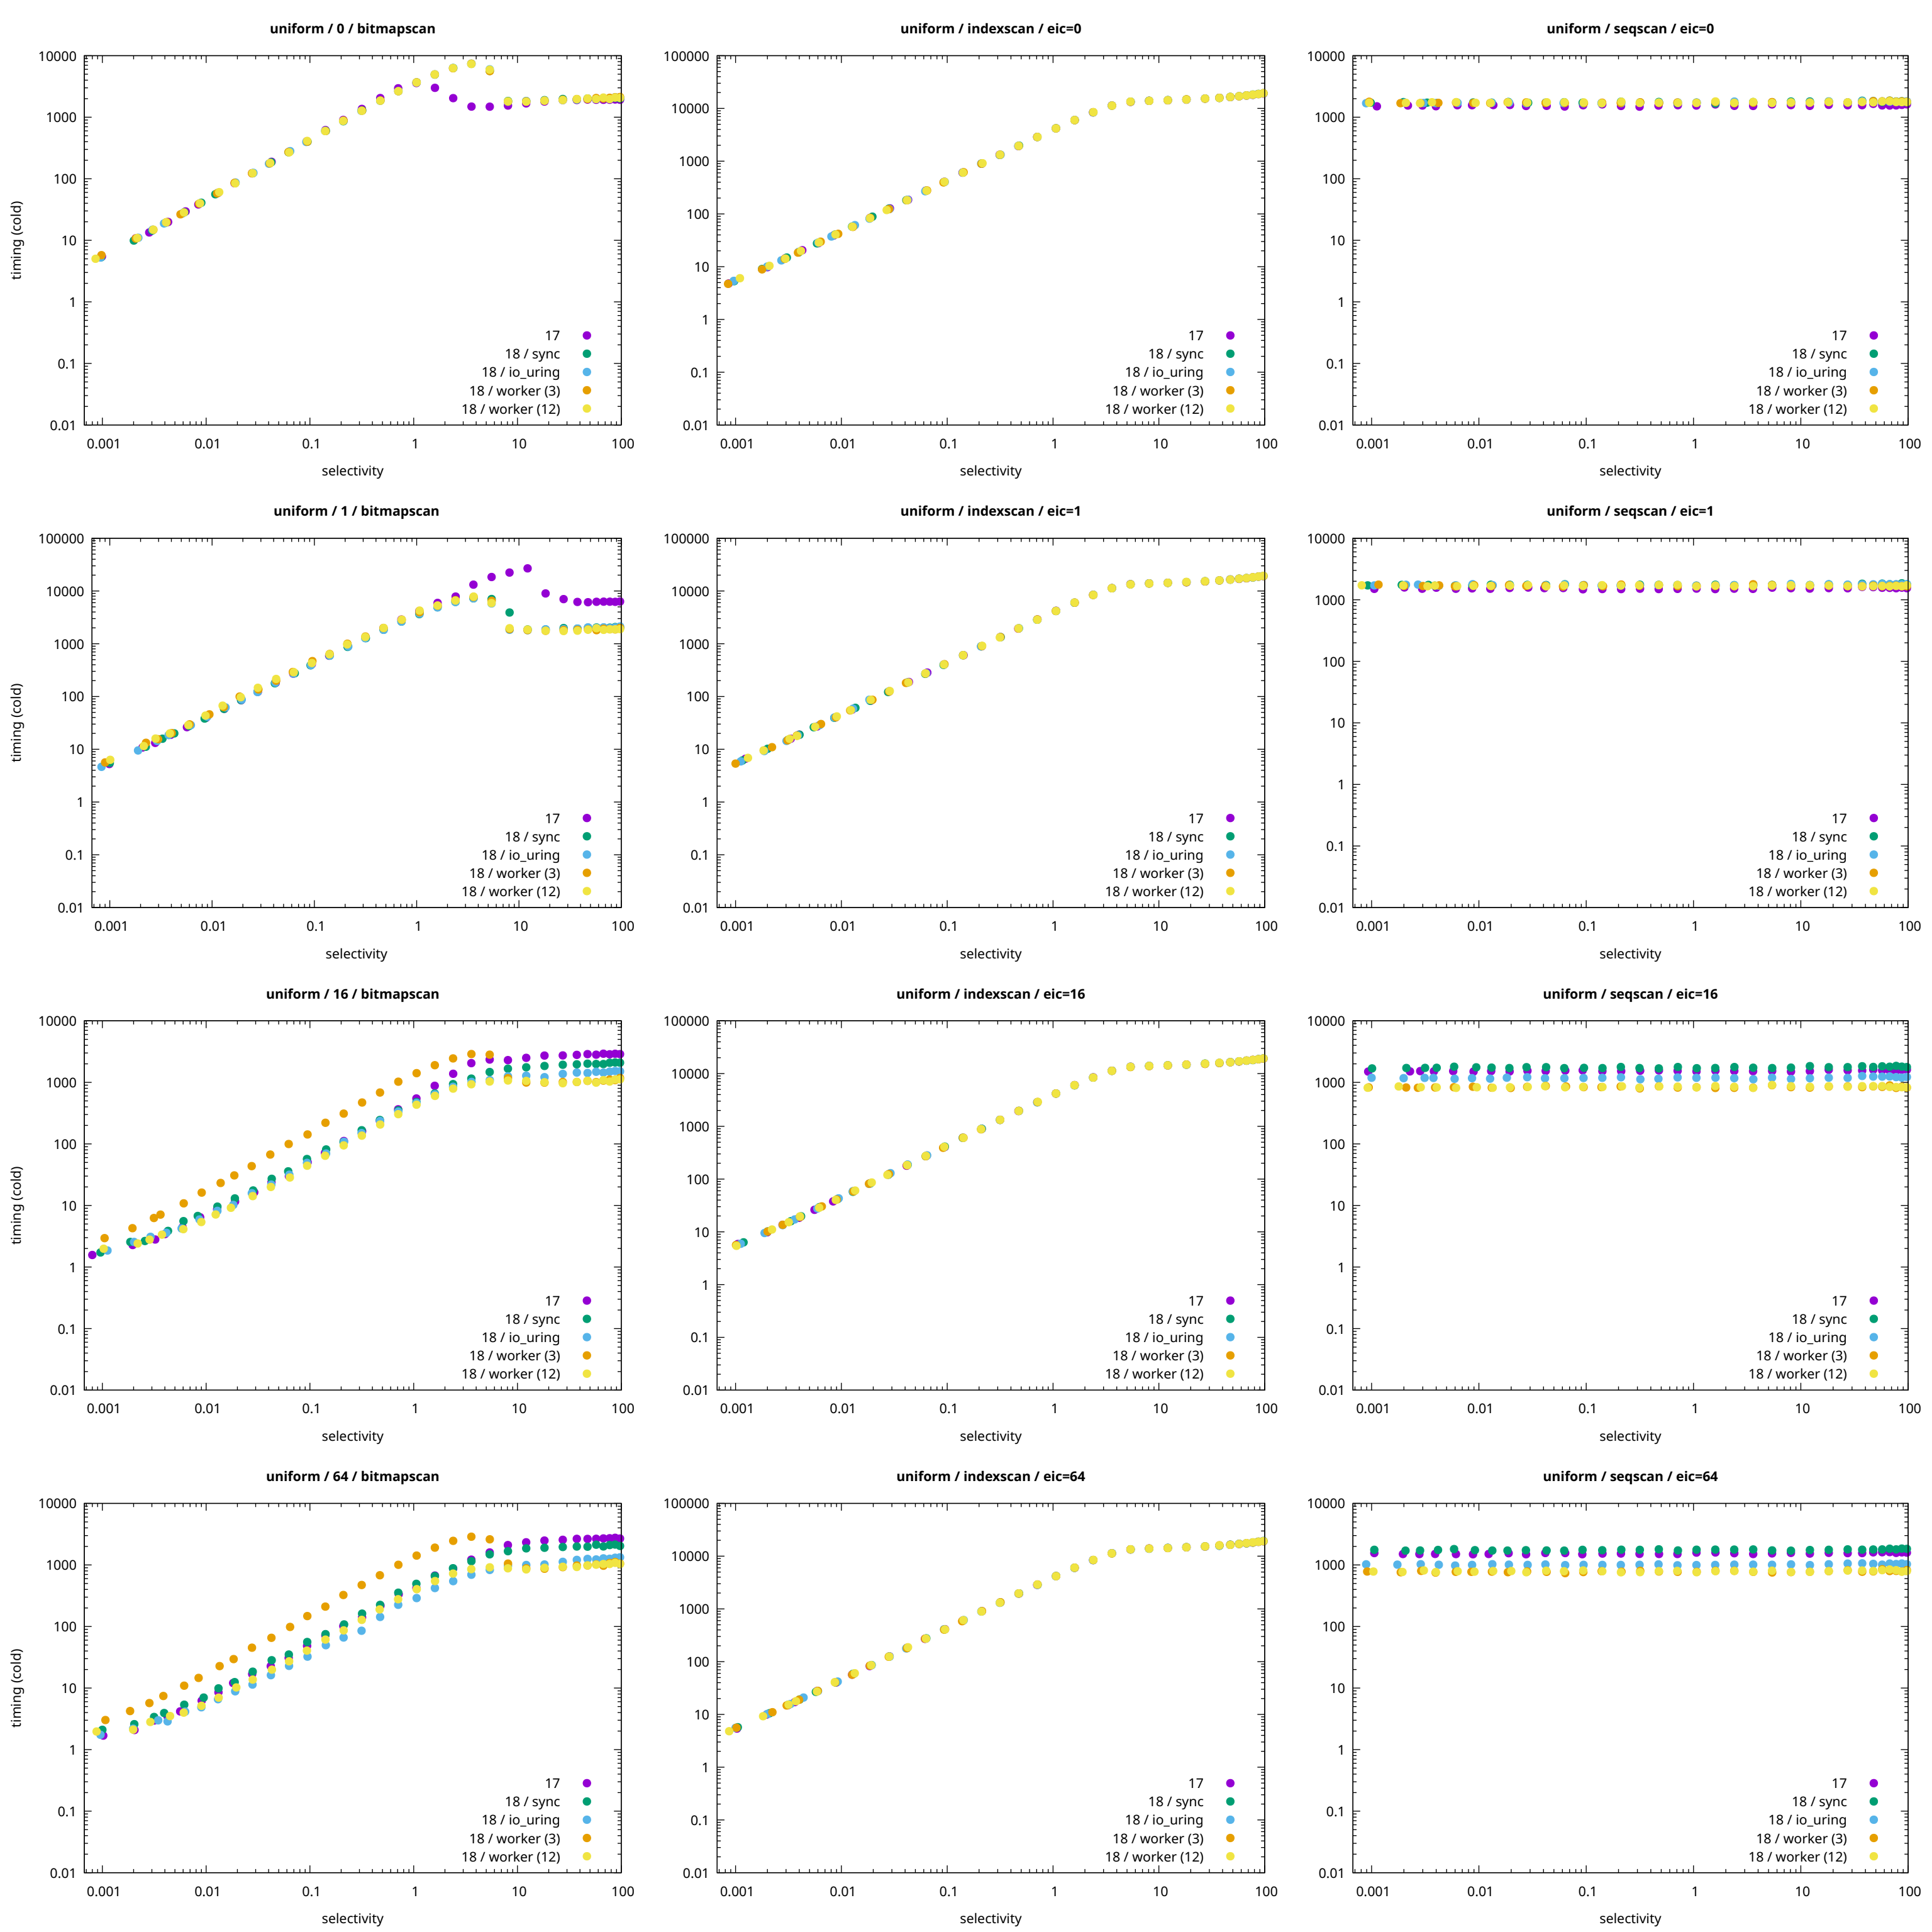 uniform / 0 / bitmapscan
10000
1000
100
10
1
0.1
0.01
timing (cold)
17
18 / sync
18 / io_uring
18 / worker (3)
18 / worker (12)
0.001 0.01 0.1 1 10 100
selectivity
uniform / indexscan / eic=0
100000
10000
1000
100
10
1
0.1
0.01
17
18 / sync
18 / io_uring
18 / worker (3)
18 / worker (12)
0.001 0.01 0.1 1 10 100
selectivity
uniform / seqscan / eic=0
10000
1000
100
10
1
0.1
0.01
17
18 / sync
18 / io_uring
18 / worker (3)
18 / worker (12)
0.001 0.01 0.1 1 10 100
selectivity
uniform / 1 / bitmapscan
100000
10000
1000
100
10
1
0.1
0.01
timing (cold)
17
18 / sync
18 / io_uring
18 / worker (3)
18 / worker (12)
0.001 0.01 0.1 1 10 100
selectivity
uniform / indexscan / eic=1
100000
10000
1000
100
10
1
0.1
0.01
17
18 / sync
18 / io_uring
18 / worker (3)
18 / worker (12)
0.001 0.01 0.1 1 10 100
selectivity
uniform / seqscan / eic=1
10000
1000
100
10
1
0.1
0.01
17
18 / sync
18 / io_uring
18 / worker (3)
18 / worker (12)
0.001 0.01 0.1 1 10 100
selectivity
uniform / 16 / bitmapscan
10000
1000
100
10
1
0.1
0.01
timing (cold)
17
18 / sync
18 / io_uring
18 / worker (3)
18 / worker (12)
0.001 0.01 0.1 1 10 100
selectivity
uniform / indexscan / eic=16
100000
10000
1000
100
10
1
0.1
0.01
17
18 / sync
18 / io_uring
18 / worker (3)
18 / worker (12)
0.001 0.01 0.1 1 10 100
selectivity
uniform / seqscan / eic=16
10000
1000
100
10
1
0.1
0.01
17
18 / sync
18 / io_uring
18 / worker (3)
18 / worker (12)
0.001 0.01 0.1 1 10 100
selectivity
uniform / 64 / bitmapscan
10000
1000
100
10
1
0.1
0.01
timing (cold)
17
18 / sync
18 / io_uring
18 / worker (3)
18 / worker (12)
0.001 0.01 0.1 1 10 100
selectivity
uniform / indexscan / eic=64
100000
10000
1000
100
10
1
0.1
0.01
17
18 / sync
18 / io_uring
18 / worker (3)
18 / worker (12)
0.001 0.01 0.1 1 10 100
selectivity
uniform / seqscan / eic=64
10000
1000
100
10
1
0.1
0.01
17
18 / sync
18 / io_uring
18 / worker (3)
18 / worker (12)
0.001 0.01 0.1 1 10 100
selectivity